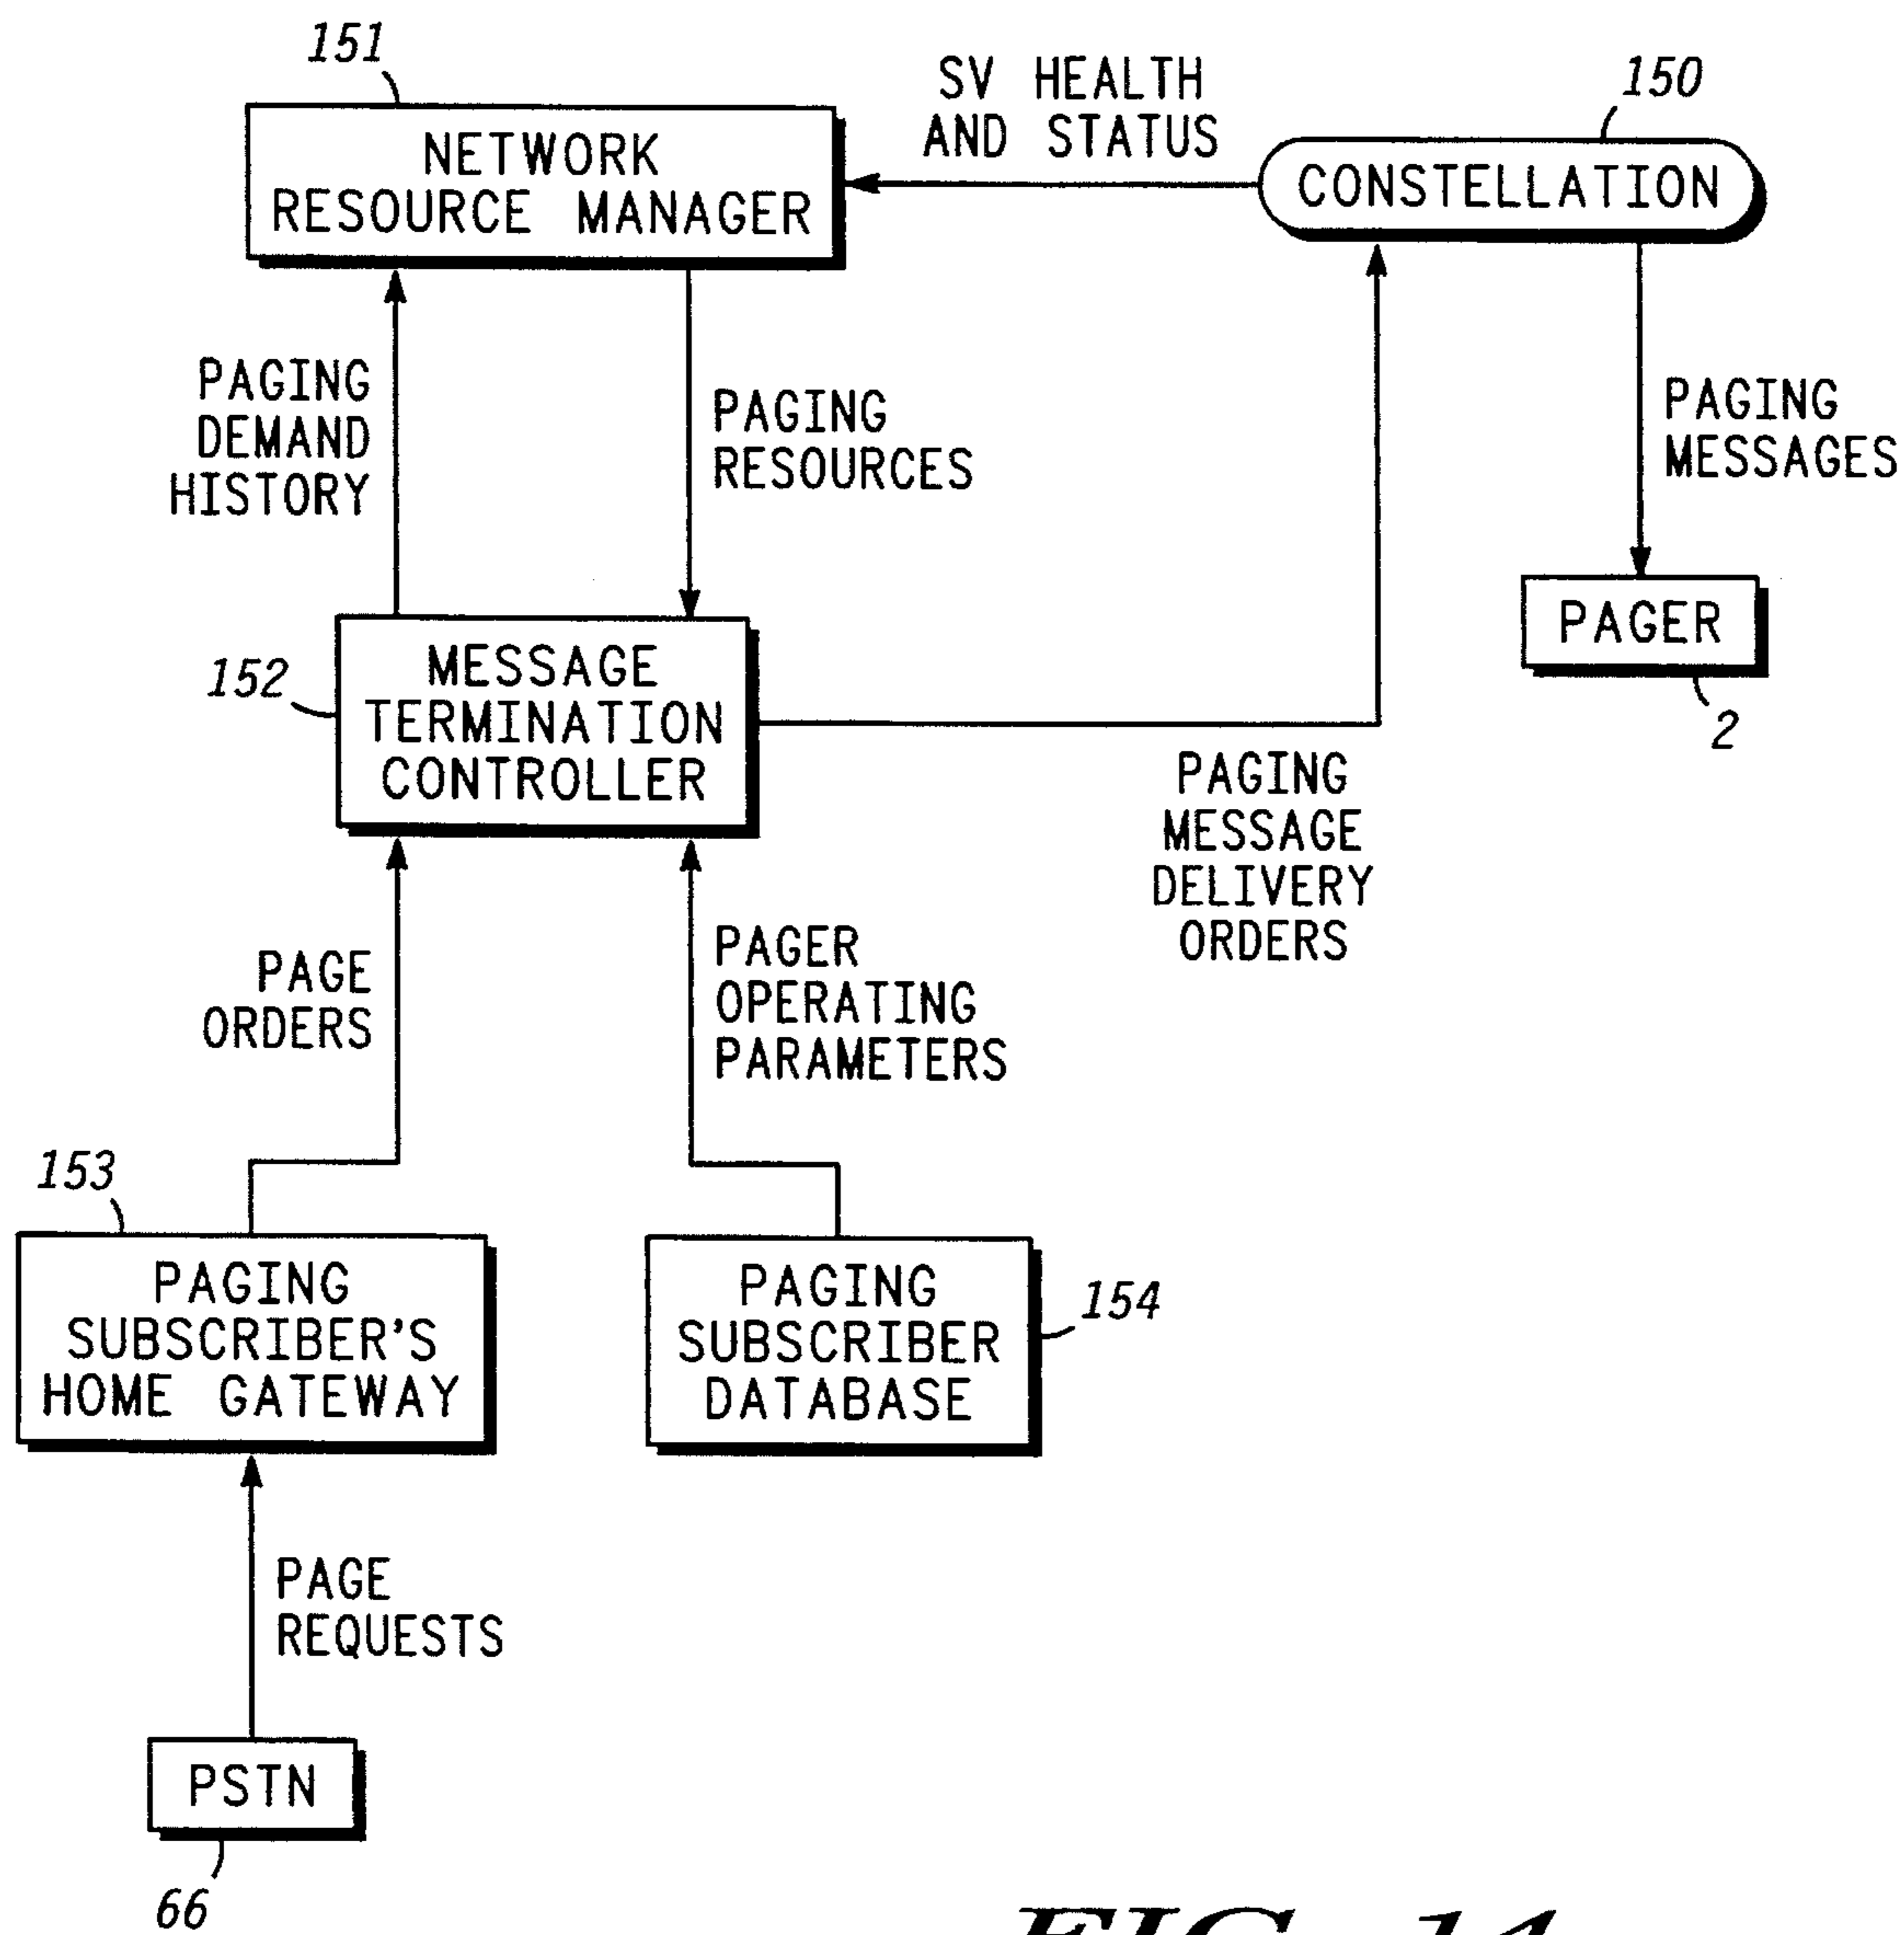 151
NETWORK
RESOURCE MANAGER
SV HEALTH
AND STATUS
150
CONSTELLATION
PAGING
DEMAND
HISTORY
PAGING
RESOURCES
PAGING
MESSAGES
PAGER
2
152
MESSAGE
TERMINATION
CONTROLLER
PAGING
MESSAGE
DELIVERY
ORDERS
PAGE
ORDERS
PAGER
OPERATING
PARAMETERS
153
PAGING
SUBSCRIBER'S
HOME GATEWAY
PAGING
SUBSCRIBER
DATABASE
154
PAGE
REQUESTS
PSTN
66